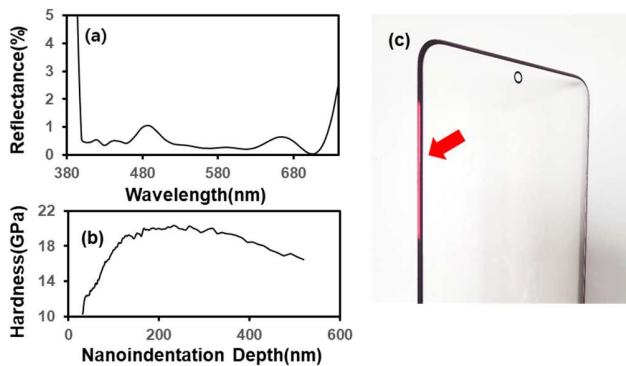 (a)
Reflectance(%)
5
4
3
2
1
0
380
480
580
680
Wavelength(nm)
(b)
Hardness(GPa)
22
18
14
10
0
200
400
600
Nanoindentation Depth(nm)
(c)